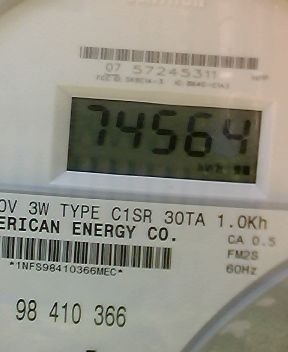 07 57245311
74564
0V 3W TYPE C1SR 30TA 1.0Kh
ERICAN ENERGY CO.
CA 0.5
FM2S
60Hz
*1NFS98410366MEC*
98 410 366